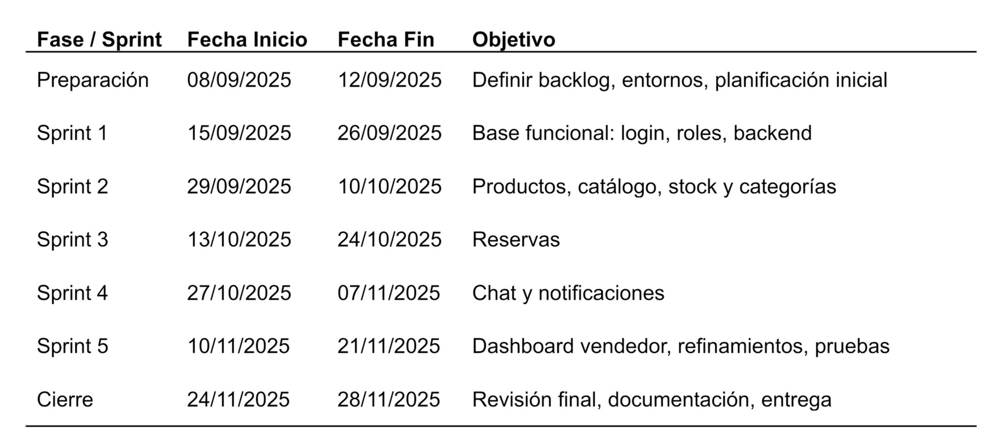 Fase / Sprint Fecha Inicio Fecha Fin Objetivo
Preparación 08/09/2025 12/09/2025 Definir backlog, entornos, planificación inicial
Sprint 1 15/09/2025 26/09/2025 Base funcional: login, roles, backend
Sprint 2 29/09/2025 10/10/2025 Productos, catálogo, stock y categorías
Sprint 3 13/10/2025 24/10/2025 Reservas
Sprint 4 27/10/2025 07/11/2025 Chat y notificaciones
Sprint 5 10/11/2025 21/11/2025 Dashboard vendedor, refinamientos, pruebas
Cierre 24/11/2025 28/11/2025 Revisión final, documentación, entrega